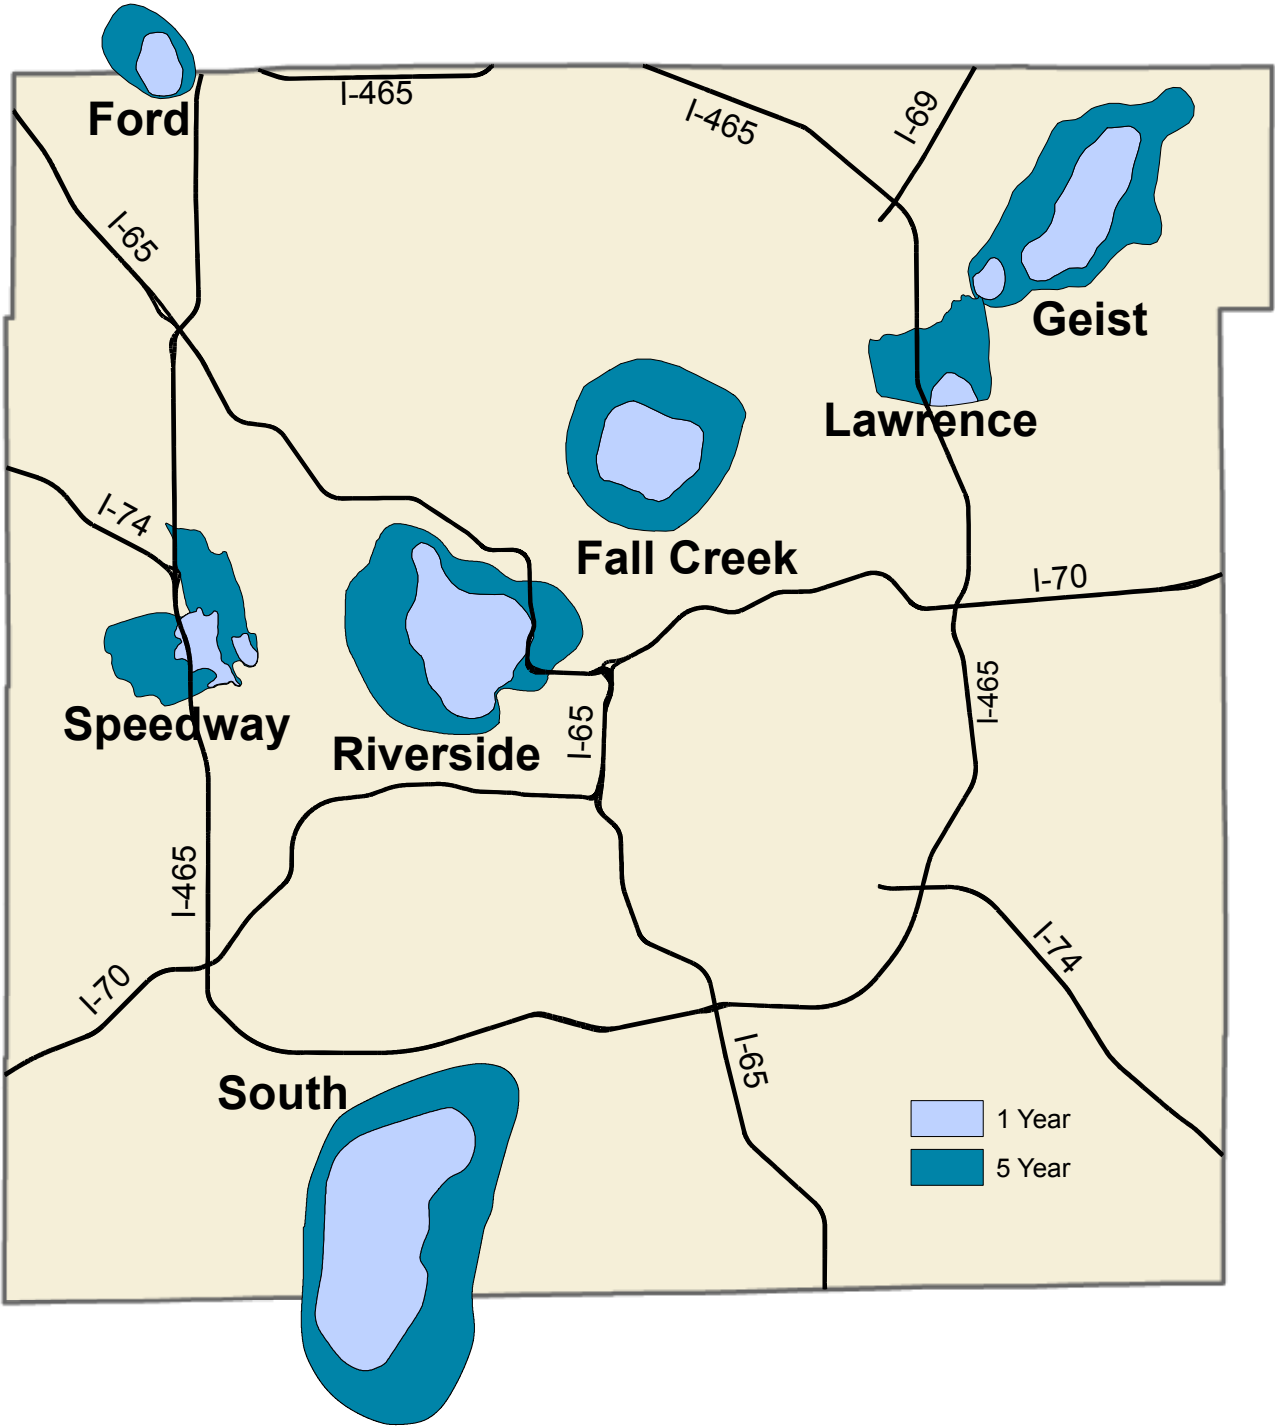 I-465
Ford
I-465
I-69
I-65
Geist
Lawrence
I-74
Fall Creek
I-70
Speedway
I-465
I-65
Riverside
I-465
I-74
I-70
I-65
South
1 Year
5 Year